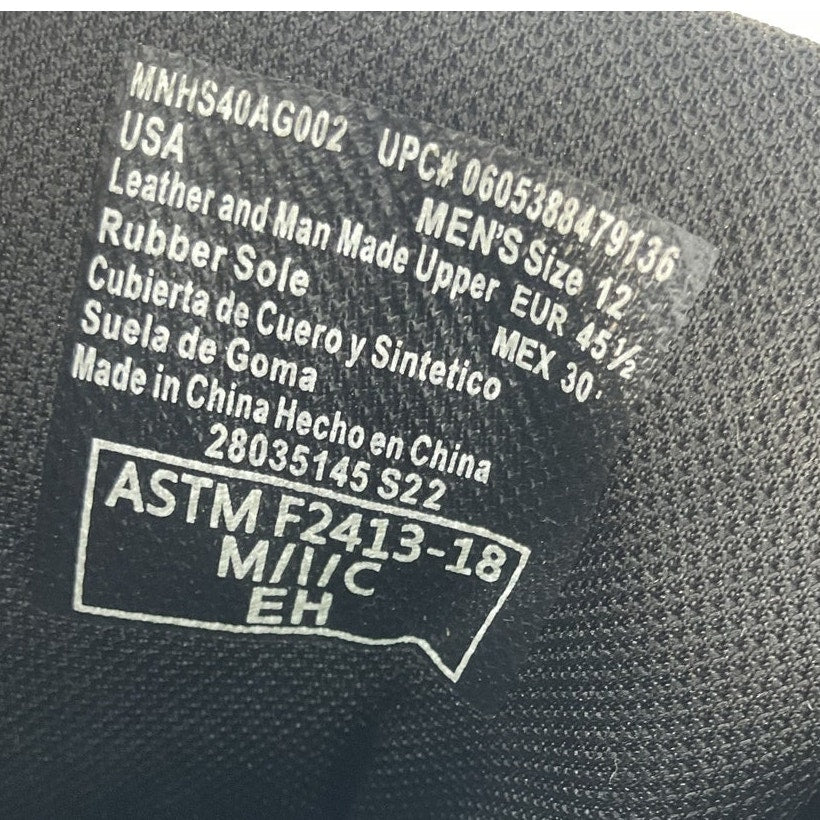 MNHS40AG002 UPC# 0605388479136
USA MEN'S Size 12
Leather and Man Made Upper EUR 45½
Rubber Sole MEX 30
Cubierta de Cuero y Sintetico
Suela de Goma
Made in China Hecho en China
28035145 S22
ASTM F2413-18
M/I/C
EH